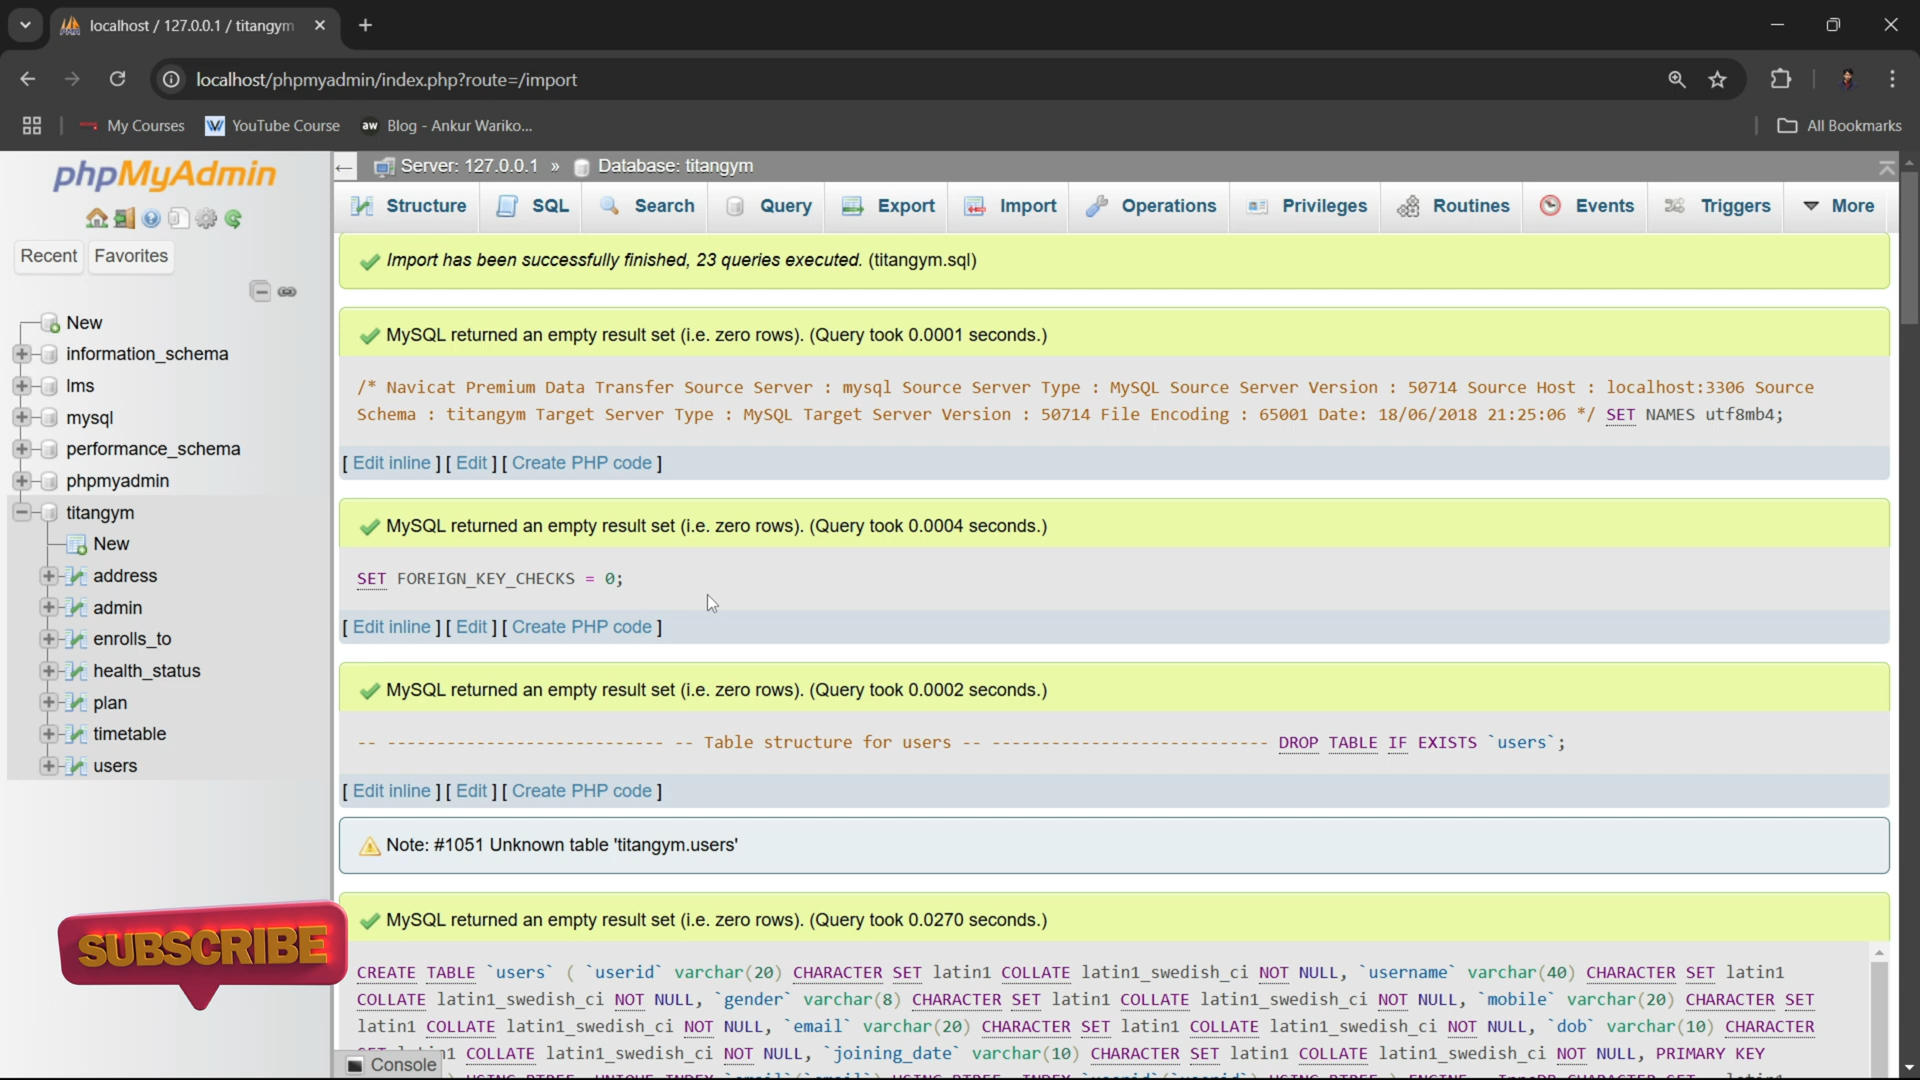 localhost / 127.0.0.1 / titangym
localhost/phpmyadmin/index.php?route=/import
My Courses
YouTube Course
aw Blog - Ankur Wariko...
All Bookmarks
phpMyAdmin
Recent Favorites
New
information_schema
lms
mysql
performance_schema
phpmyadmin
titangym
New
address
admin
enrolls_to
health_status
plan
timetable
users
SUBSCRIBE
Server: 127.0.0.1 » Database: titangym
Structure SQL Search Query Export Import Operations Privileges Routines Events Triggers More
Import has been successfully finished, 23 queries executed. (titangym.sql)
MySQL returned an empty result set (i.e. zero rows). (Query took 0.0001 seconds.)
/* Navicat Premium Data Transfer Source Server : mysql Source Server Type : MySQL Source Server Version : 50714 Source Host : localhost:3306 Source
Schema : titangym Target Server Type : MySQL Target Server Version : 50714 File Encoding : 65001 Date: 18/06/2018 21:25:06 */ SET NAMES utf8mb4;
[ Edit inline ] [ Edit ] [ Create PHP code ]
MySQL returned an empty result set (i.e. zero rows). (Query took 0.0004 seconds.)
SET FOREIGN_KEY_CHECKS = 0;
[ Edit inline ] [ Edit ] [ Create PHP code ]
MySQL returned an empty result set (i.e. zero rows). (Query took 0.0002 seconds.)
-- ---------------------------- -- Table structure for users -- ---------------------------- DROP TABLE IF EXISTS `users`;
[ Edit inline ] [ Edit ] [ Create PHP code ]
Note: #1051 Unknown table 'titangym.users'
MySQL returned an empty result set (i.e. zero rows). (Query took 0.0270 seconds.)
CREATE TABLE `users` ( `userid` varchar(20) CHARACTER SET latin1 COLLATE latin1_swedish_ci NOT NULL, `username` varchar(40) CHARACTER SET latin1
COLLATE latin1_swedish_ci NOT NULL, `gender` varchar(8) CHARACTER SET latin1 COLLATE latin1_swedish_ci NOT NULL, `mobile` varchar(20) CHARACTER SET
latin1 COLLATE latin1_swedish_ci NOT NULL, `email` varchar(20) CHARACTER SET latin1 COLLATE latin1_swedish_ci NOT NULL, `dob` varchar(10) CHARACTER
COLLATE latin1_swedish_ci NOT NULL, `joining_date` varchar(10) CHARACTER SET latin1 COLLATE latin1_swedish_ci NOT NULL, PRIMARY KEY
Console